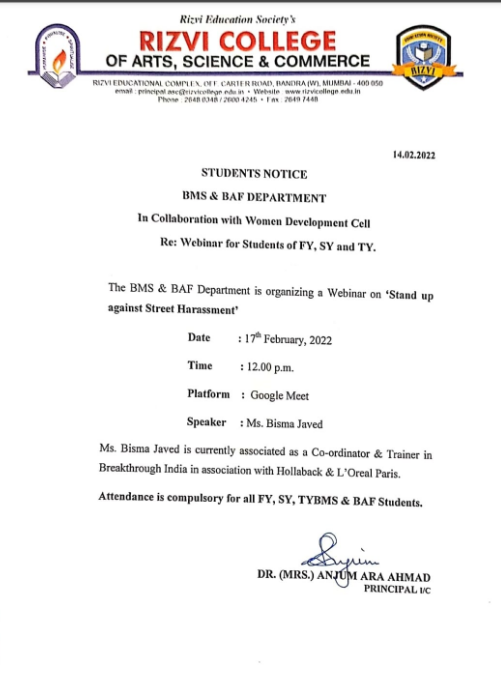 Rizvi Education Society's
RIZVI COLLEGE
OF ARTS, SCIENCE & COMMERCE
RIZVI EDUCATIONAL COMPLEX, OFF. CARTER ROAD, BANDRA (W), MUMBAI - 400 050
email : principal.asc@rizvicollege.edu.in • Website : www.rizvicollege.edu.in
Phone : 2648 0348 / 2600 4245 • Fax : 2649 7448
RIZVI
14.02.2022
STUDENTS NOTICE
BMS & BAF DEPARTMENT
In Collaboration with Women Development Cell
Re: Webinar for Students of FY, SY and TY.
The BMS & BAF Department is organizing a Webinar on ‘Stand up
against Street Harassment’
Date : 17th February, 2022
Time : 12.00 p.m.
Platform : Google Meet
Speaker : Ms. Bisma Javed
Ms. Bisma Javed is currently associated as a Co-ordinator & Trainer in
Breakthrough India in association with Hollaback & L’Oreal Paris.
Attendance is compulsory for all FY, SY, TYBMS & BAF Students.
DR. (MRS.) ANJUM ARA AHMAD
PRINCIPAL I/C